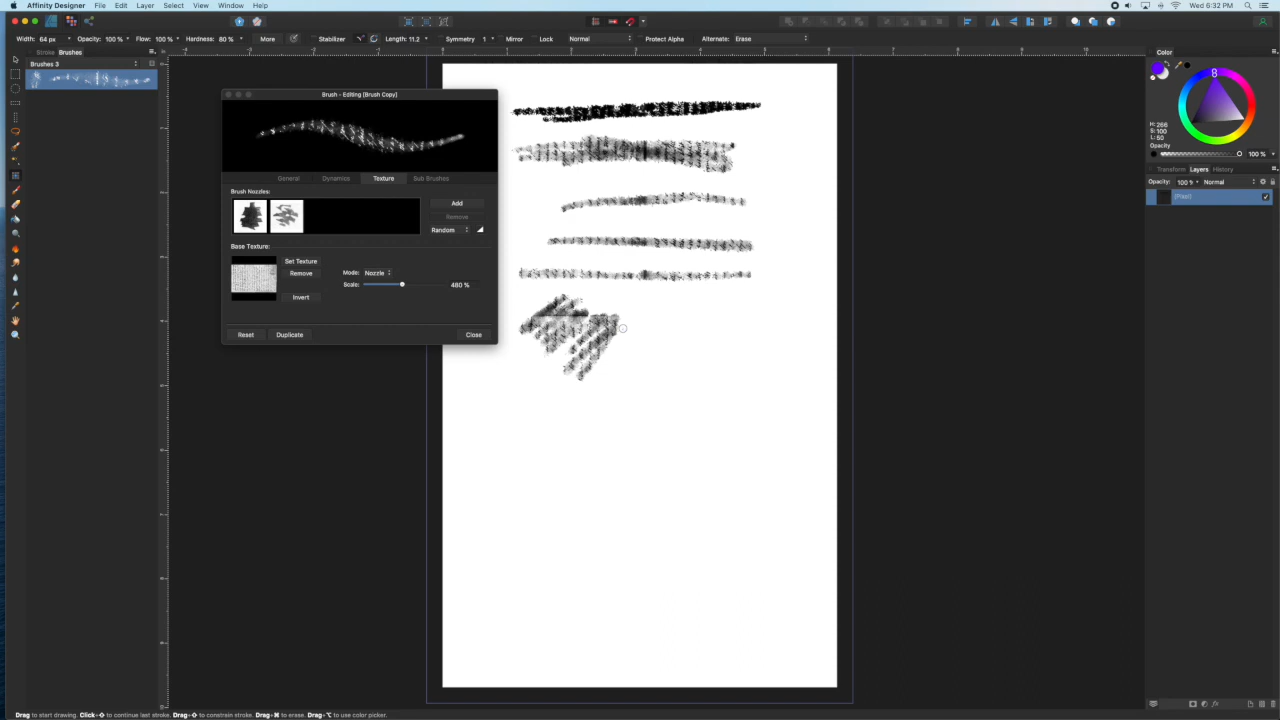 Affinity Designer File Edit Layer Select View Window Help Wed 6:32 PM
Width: 64 px Opacity: 100 % Flow: 100 % Hardness: 80 % More Stabilizer Length: 11.2 Symmetry 1 Mirror Lock Normal Protect Alpha Alternate: Erase
Stroke Brushes
Brushes 3
Brush - Editing [Brush Copy]
General Dynamics Texture Sub Brushes
Brush Nozzles:
Add
Remove
Random
Base Texture:
Set Texture
Remove
Invert
Mode: Nozzle
Scale: 480 %
Reset Duplicate Close
Color
H: 266
S: 100
L: 50
Opacity
100 %
Transform Layers History
Opacity: 100 % Normal
(Pixel)
Drag to start drawing. Click+⇧ to continue last stroke. Drag+⇧ to constrain stroke. Drag+⌘ to erase. Drag+⌥ to use color picker.